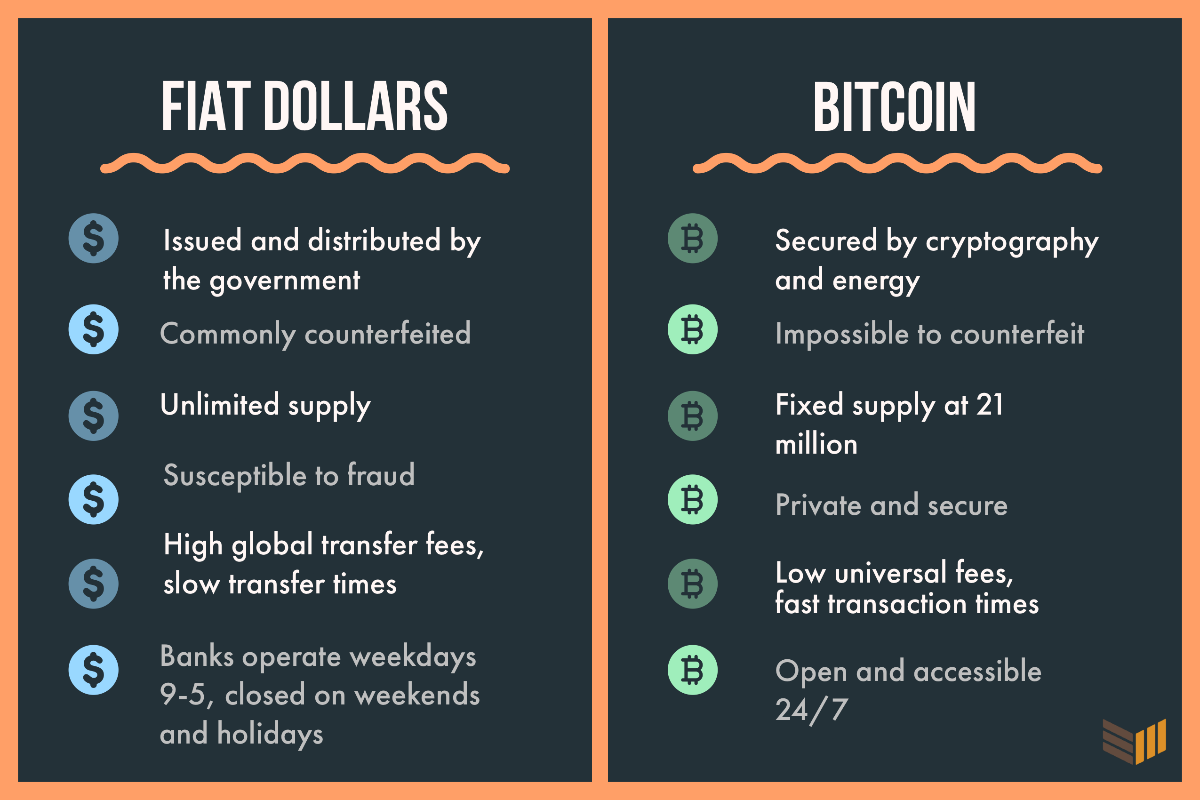 FIAT DOLLARS
Issued and distributed by
the government
Commonly counterfeited
Unlimited supply
Susceptible to fraud
High global transfer fees,
slow transfer times
Banks operate weekdays
9-5, closed on weekends
and holidays
BITCOIN
Secured by cryptography
and energy
Impossible to counterfeit
Fixed supply at 21
million
Private and secure
Low universal fees,
fast transaction times
Open and accessible
24/7